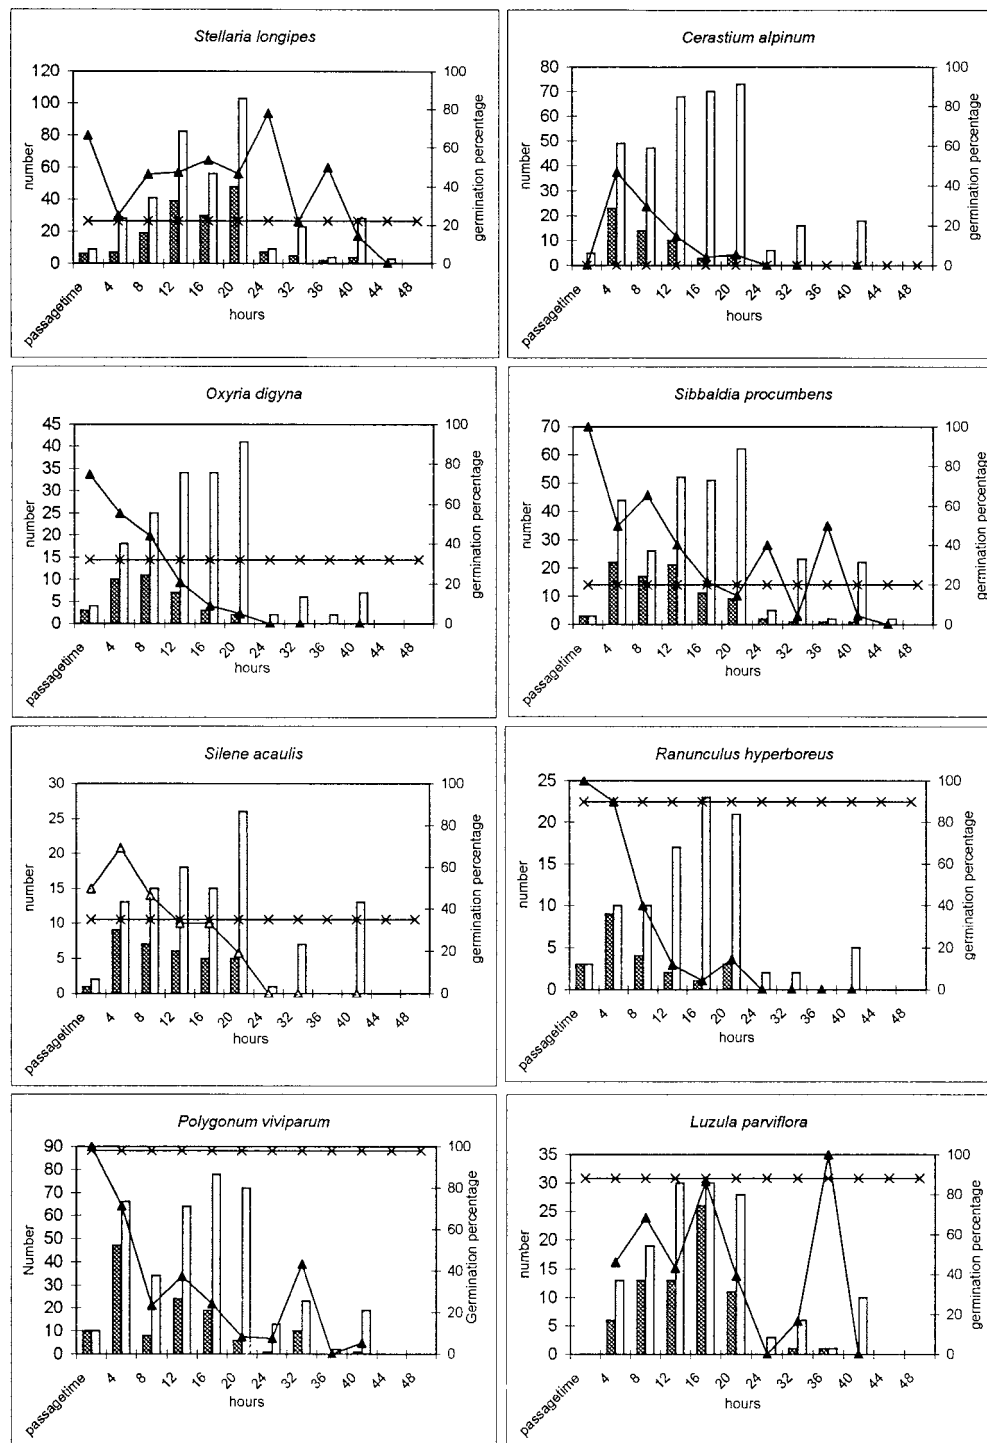 Stellaria longipes
120
100
80
60
40
20
0
number
100
80
60
40
20
0
germination percentage
passagetime 4 8 12 16 20 24 28 32 36 40 44 48
hours
Cerastium alpinum
80
70
60
50
40
30
20
10
0
number
100
80
60
40
20
0
germination percentage
passagetime 4 8 12 16 20 24 28 32 36 40 44 48
hours
Oxyria digyna
45
40
35
30
25
20
15
10
5
0
number
100
80
60
40
20
0
germination percentage
passagetime 4 8 12 16 20 24 28 32 36 40 44 48
hours
Sibbaldia procumbens
70
60
50
40
30
20
10
0
number
100
80
60
40
20
0
germination percentage
passagetime 4 8 12 16 20 24 28 32 36 40 44 48
hours
Silene acaulis
30
25
20
15
10
5
0
number
100
80
60
40
20
0
germination percentage
passagetime 4 8 12 16 20 24 28 32 36 40 44 48
hours
Ranunculus hyperboreus
25
20
15
10
5
0
number
100
80
60
40
20
0
germination percentage
passagetime 4 8 12 16 20 24 28 32 36 40 44 48
hours
Polygonum viviparum
90
80
70
60
50
40
30
20
10
0
Number
100
80
60
40
20
0
Germination percentage
passagetime 4 8 12 16 20 24 28 32 36 40 44 48
hours
Luzula parviflora
35
30
25
20
15
10
5
0
number
100
80
60
40
20
0
germination percentage
passagetime 4 8 12 16 20 24 28 32 36 40 44 48
hours